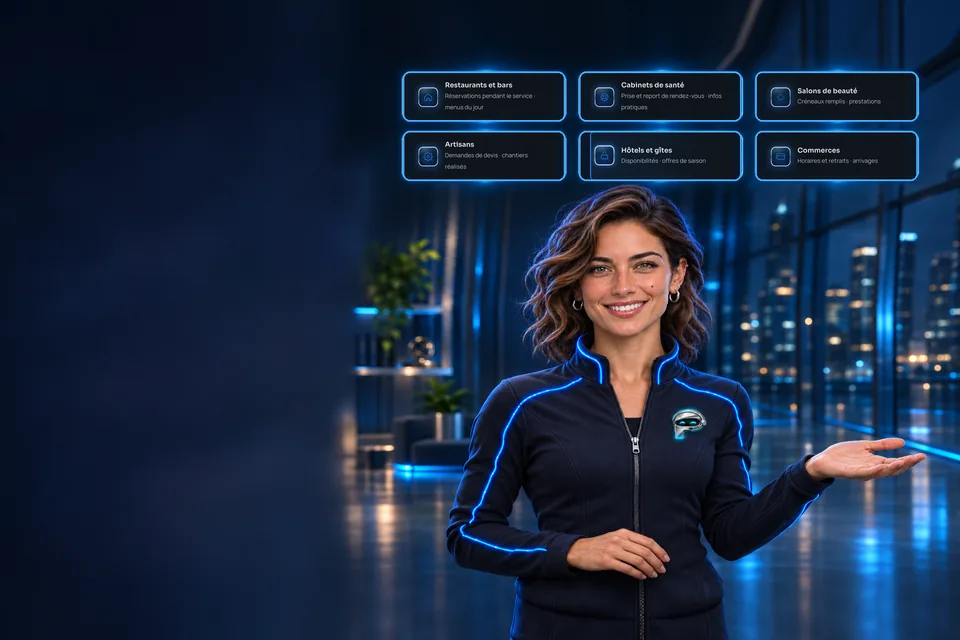 Restaurants et bars
Réservations pendant le service ·
menus du jour
Cabinets de santé
Prise et report de rendez-vous · infos
pratiques
Salons de beauté
Créneaux remplis · prestations
Artisans
Demandes de devis · chantiers
réalisés
Hôtels et gîtes
Disponibilités · offres de saison
Commerces
Horaires et retraits · arrivages